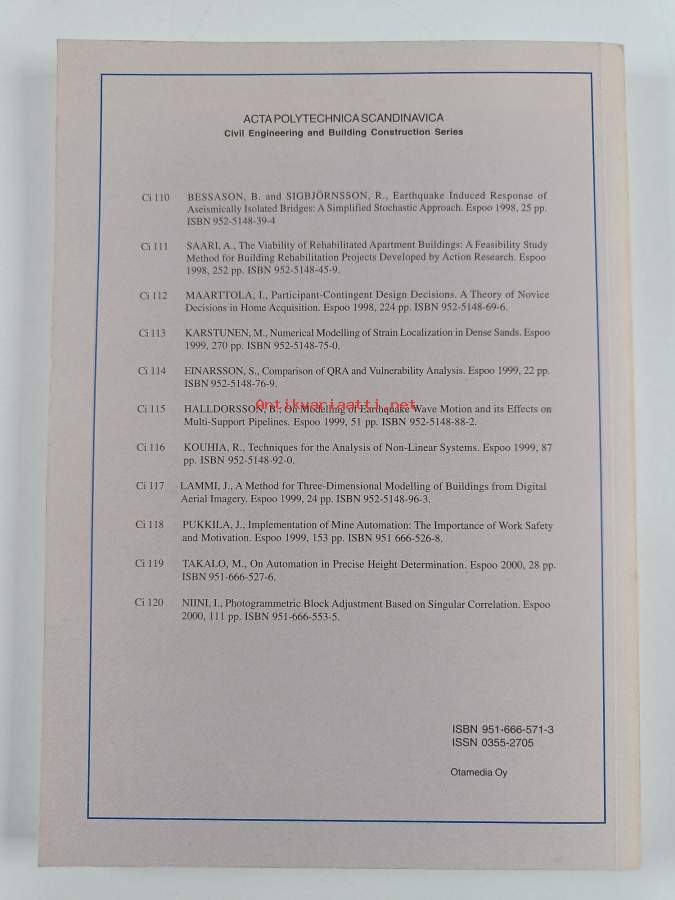 ACTA POLYTECHNICA SCANDINAVICA
Civil Engineering and Building Construction Series
Ci 110 BESSASON, B. and SIGBJÖRNSSON, R., Earthquake Induced Response of
Aseismically Isolated Bridges: A Simplified Stochastic Approach. Espoo 1998, 25 pp.
ISBN 952-5148-39-4
Ci 111 SAARI, A., The Viability of Rehabilitated Apartment Buildings: A Feasibility Study
Method for Building Rehabilitation Projects Developed by Action Research. Espoo
1998, 252 pp. ISBN 952-5148-45-9.
Ci 112 MAARTTOLA, I., Participant-Contingent Design Decisions. A Theory of Novice
Decisions in Home Acquisition. Espoo 1998, 224 pp. ISBN 952-5148-69-6.
Ci 113 KARSTUNEN, M., Numerical Modelling of Strain Localization in Dense Sands. Espoo
1999, 270 pp. ISBN 952-5148-75-0.
Ci 114 EINARSSON, S., Comparison of QRA and Vulnerability Analysis. Espoo 1999, 22 pp.
ISBN 952-5148-76-9.
Antikvariaatti.net
Ci 115 HALLDORSSON, B., On Modelling of Earthquake Wave Motion and its Effects on
Multi-Support Pipelines. Espoo 1999, 51 pp. ISBN 952-5148-88-2.
Ci 116 KOUHIA, R., Techniques for the Analysis of Non-Linear Systems. Espoo 1999, 87
pp. ISBN 952-5148-92-0.
Ci 117 LAMMI, J., A Method for Three-Dimensional Modelling of Buildings from Digital
Aerial Imagery. Espoo 1999, 24 pp. ISBN 952-5148-96-3.
Ci 118 PUKKILA, J., Implementation of Mine Automation: The Importance of Work Safety
and Motivation. Espoo 1999, 153 pp. ISBN 951 666-526-8.
Ci 119 TAKALO, M., On Automation in Precise Height Determination. Espoo 2000, 28 pp.
ISBN 951-666-527-6.
Ci 120 NIINI, I., Photogrammetric Block Adjustment Based on Singular Correlation. Espoo
2000, 111 pp. ISBN 951-666-553-5.
ISBN 951-666-571-3
ISSN 0355-2705
Otamedia Oy